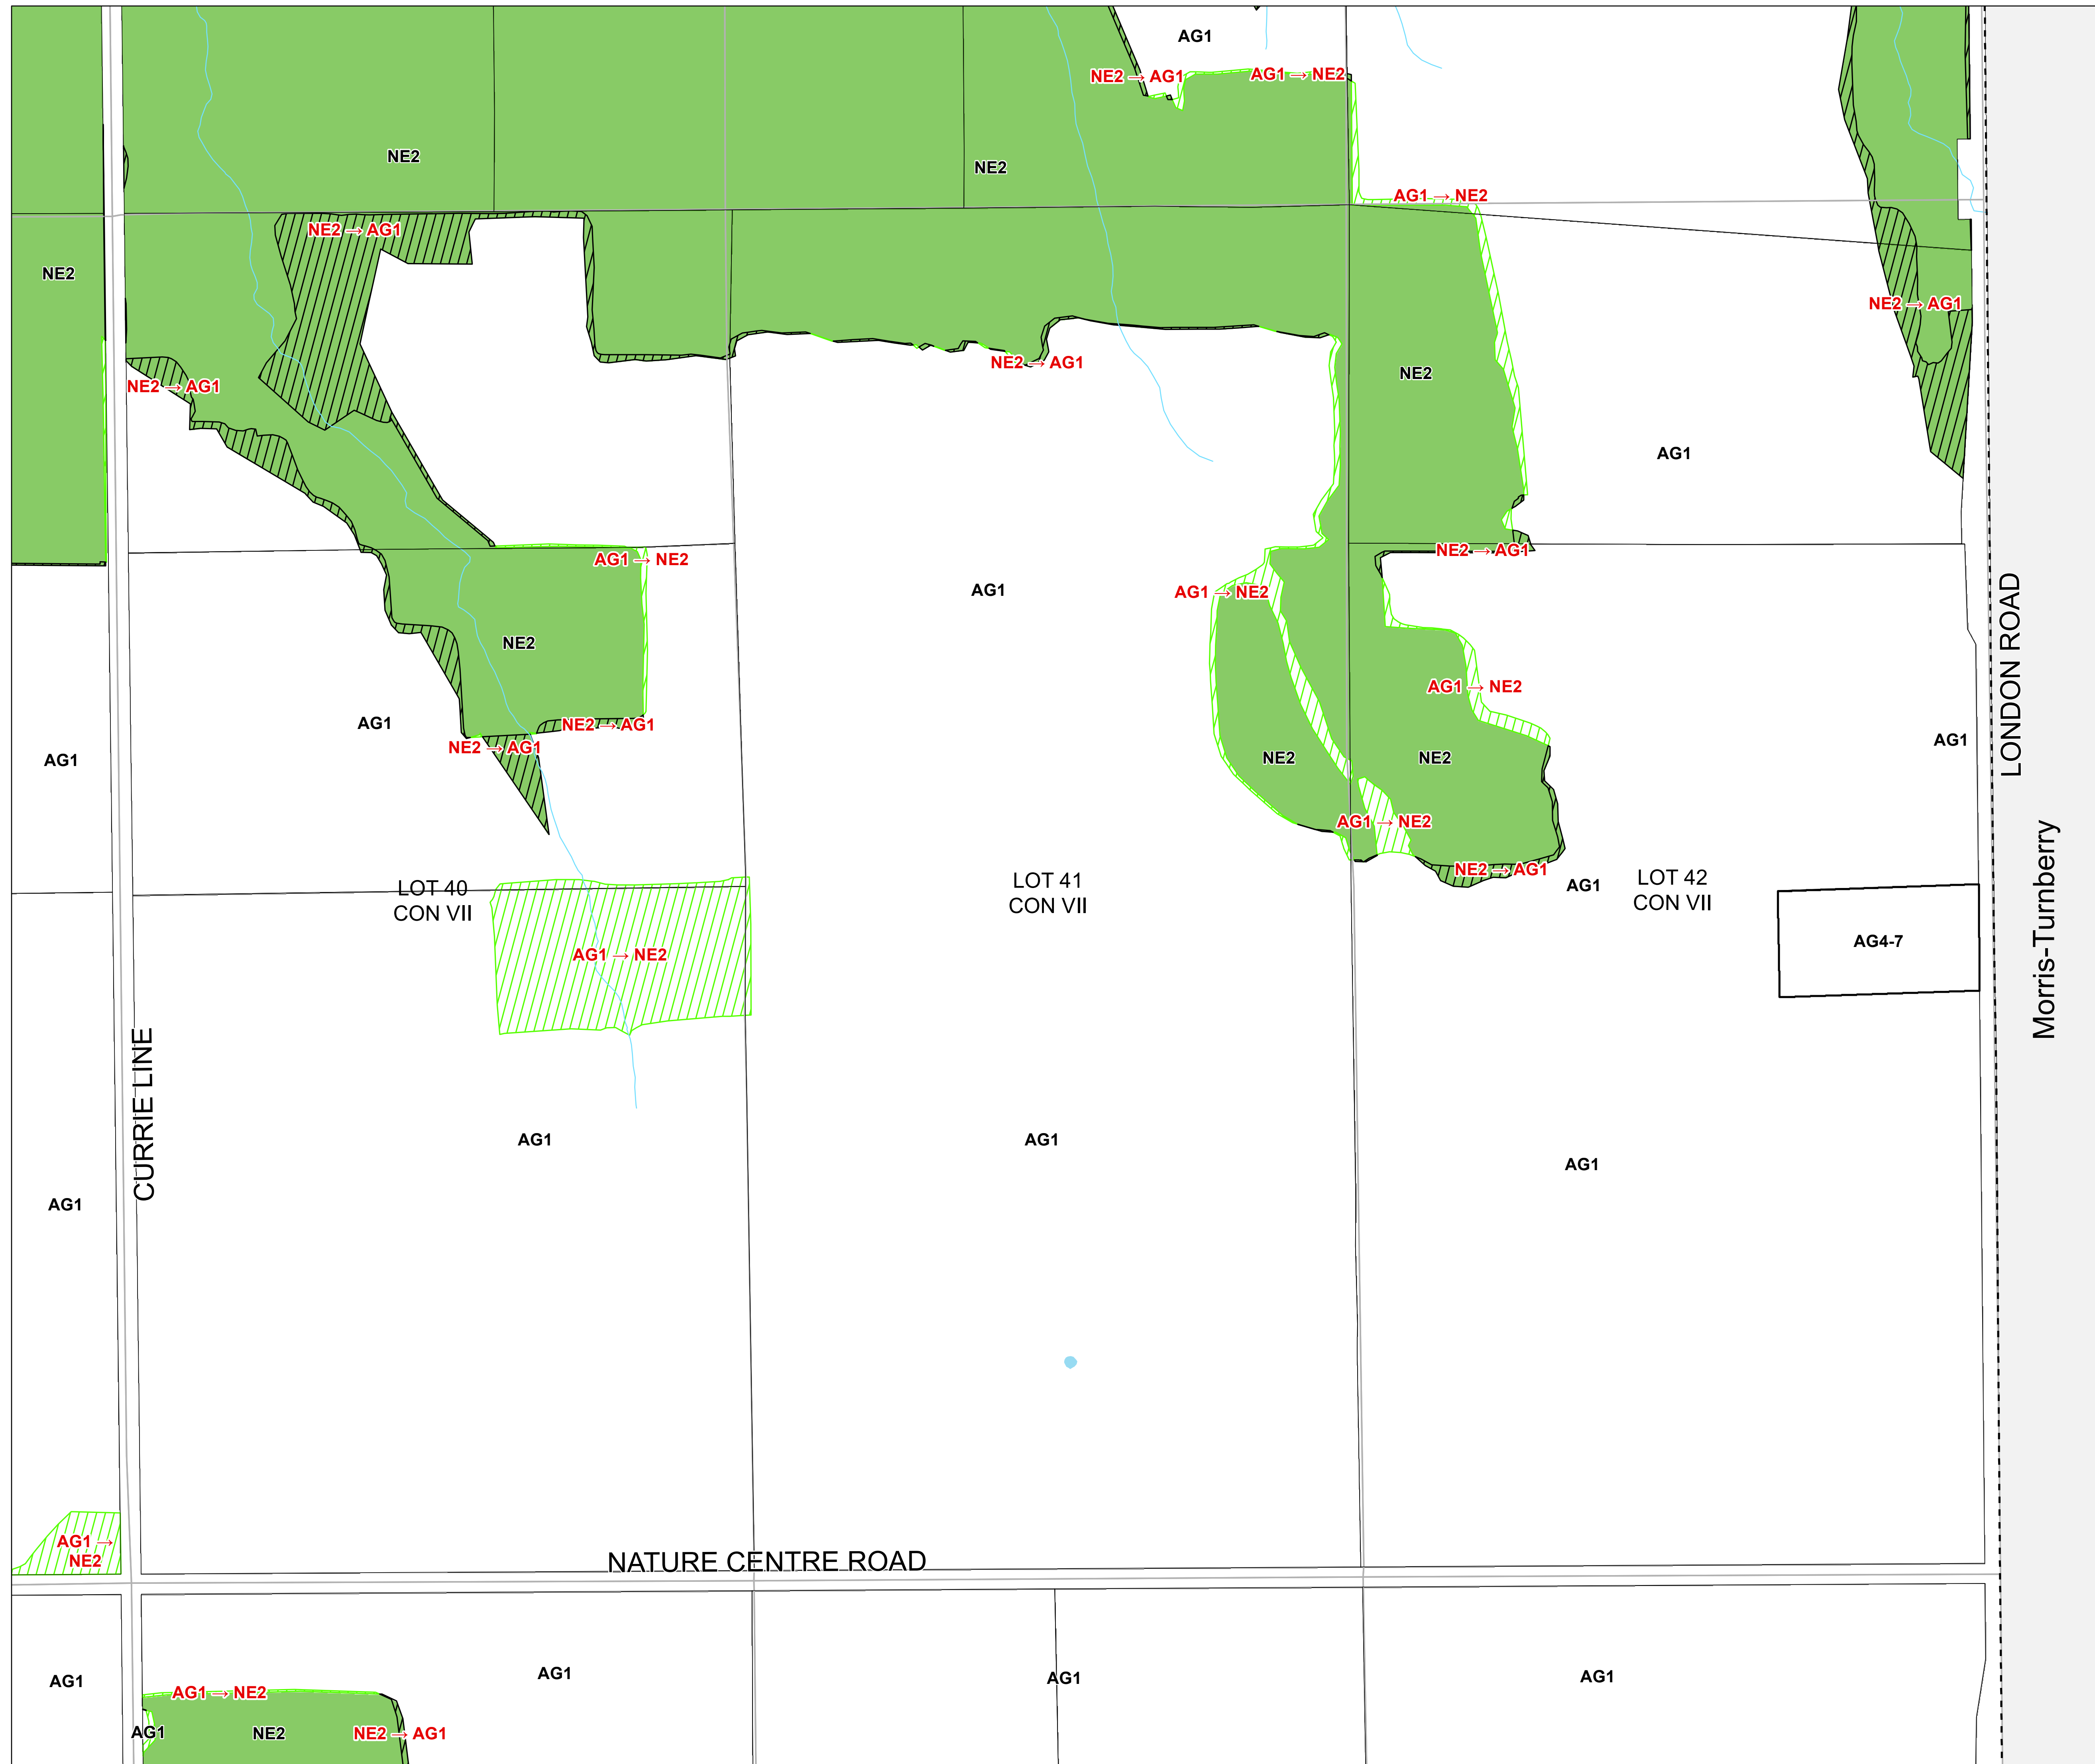 AG1
NE2 → AG1
AG1 → NE2
NE2
NE2
AG1 → NE2
NE2 → AG1
NE2
NE2 → AG1
NE2 → AG1
NE2
NE2 → AG1
AG1
NE2 → AG1
AG1 → NE2
AG1
AG1 → NE2
NE2
AG1 → NE2
LONDON ROAD
AG1
NE2 → AG1
NE2 → AG1
AG1
AG1
NE2
NE2
AG1 → NE2
NE2 → AG1
LOT 40
CON VII
LOT 41
CON VII
AG1
LOT 42
CON VII
AG4-7
Morris-Turnberry
AG1 → NE2
CURRIE LINE
AG1
AG1
AG1
AG1
AG1 →
NE2
NATURE CENTRE ROAD
AG1
AG1
AG1
AG1
AG1 → NE2
AG1
NE2
NE2 → AG1